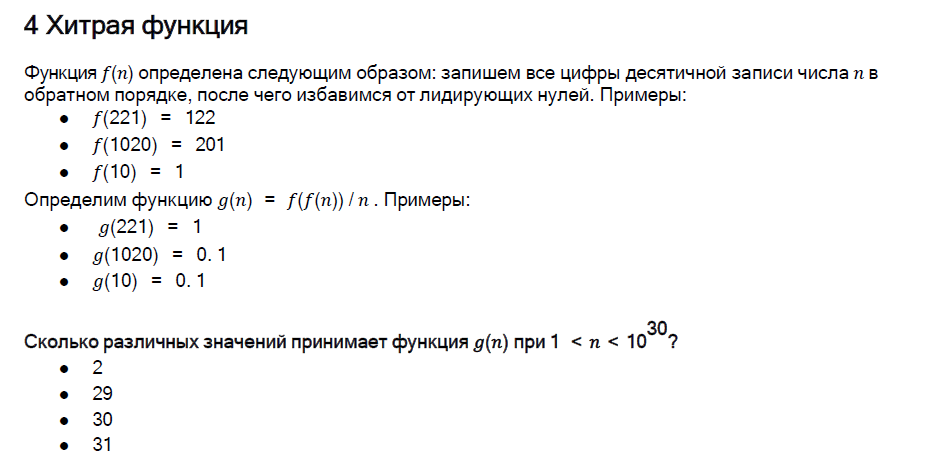 4 Хитрая функция
Функция f(n) определена следующим образом: запишем все цифры десятичной записи числа n в
обратном порядке, после чего избавимся от лидирующих нулей. Примеры:
● f(221) = 122
● f(1020) = 201
● f(10) = 1
Определим функцию g(n) = f(f(n)) / n . Примеры:
● g(221) = 1
● g(1020) = 0. 1
● g(10) = 0. 1
Сколько различных значений принимает функция g(n) при 1 < n < 10^30?
● 2
● 29
● 30
● 31